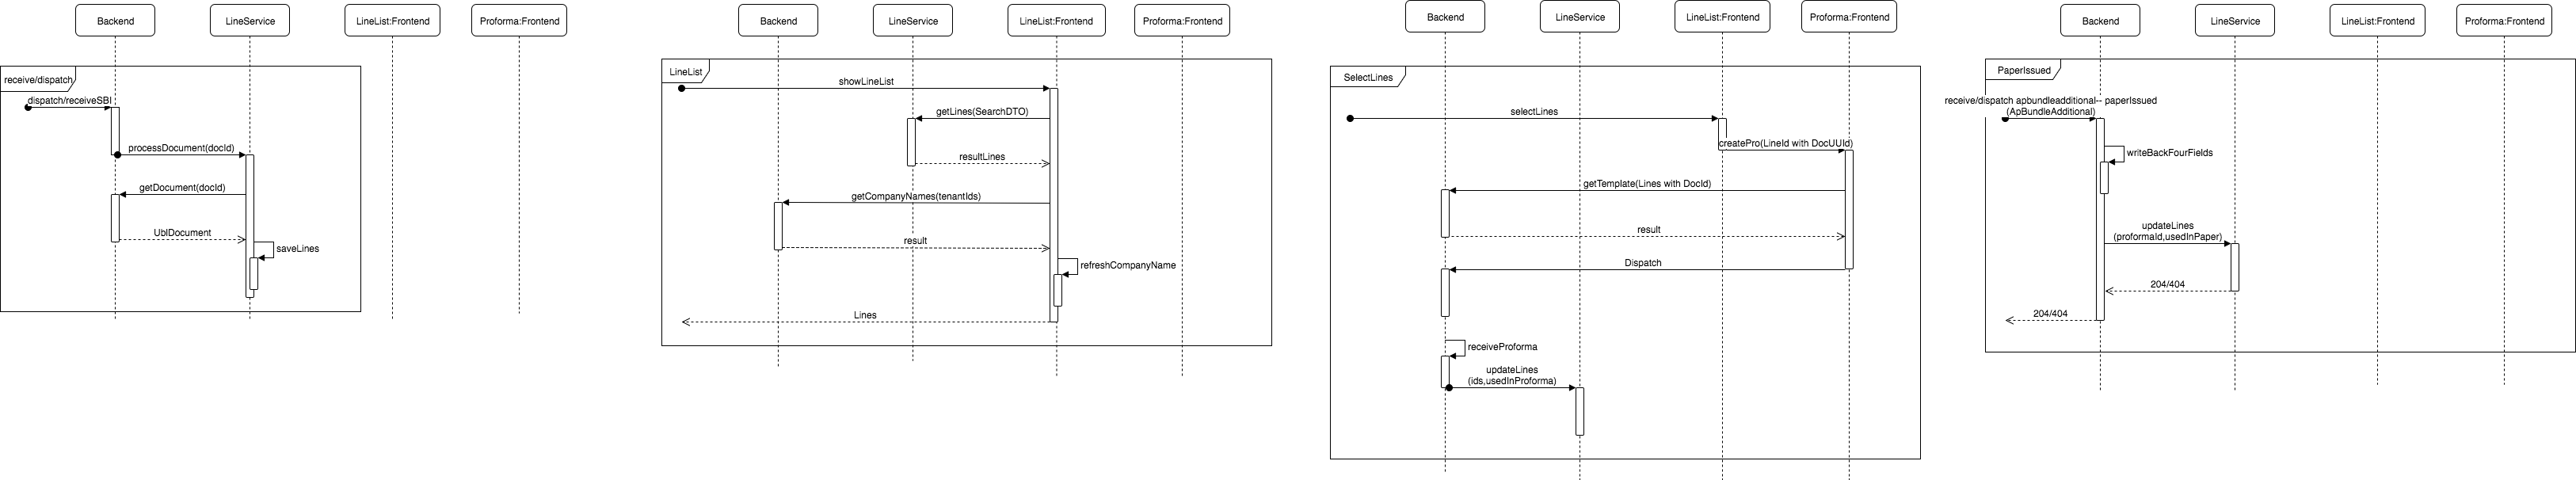 Backend
LineService
LineList:Frontend
Proforma:Frontend
receive/dispatch
dispatch/receiveSBI
processDocument(docId)
getDocument(docId)
UblDocument
saveLines
Backend
LineService
LineList:Frontend
Proforma:Frontend
LineList
showLineList
getLines(SearchDTO)
resultLines
getCompanyNames(tenantIds)
result
refreshCompanyName
Lines
Backend
LineService
LineList:Frontend
Proforma:Frontend
SelectLines
selectLines
createPro(LineId with DocUUId)
getTemplate(Lines with DocId)
result
Dispatch
receiveProforma
updateLines
(ids,usedInProforma)
Backend
LineService
LineList:Frontend
Proforma:Frontend
PaperIssued
receive/dispatch apbundleadditional-- paperIssued
(ApBundleAdditional)
writeBackFourFields
updateLines
(proformaId,usedInPaper)
204/404
204/404